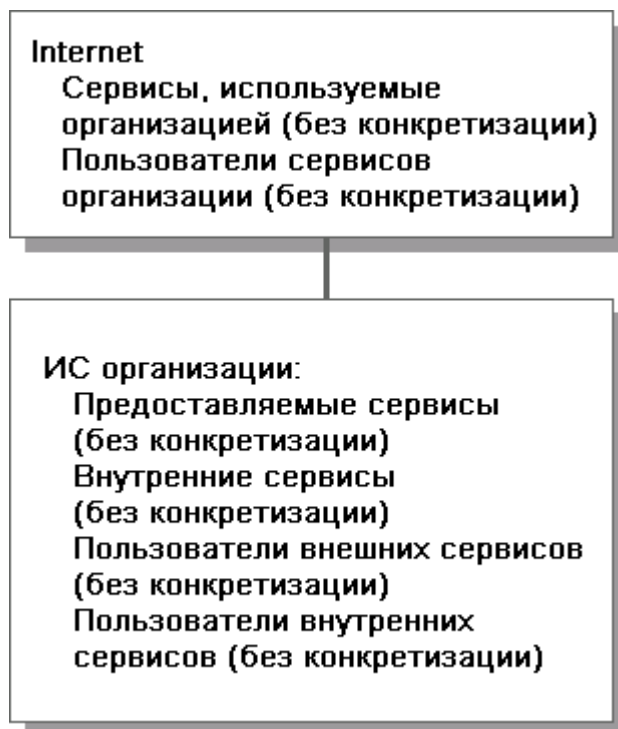 Internet
Сервисы, используемые
организацией (без конкретизации)
Пользователи сервисов
организации (без конкретизации)
ИС организации:
Предоставляемые сервисы
(без конкретизации)
Внутренние сервисы
(без конкретизации)
Пользователи внешних сервисов
(без конкретизации)
Пользователи внутренних
сервисов (без конкретизации)